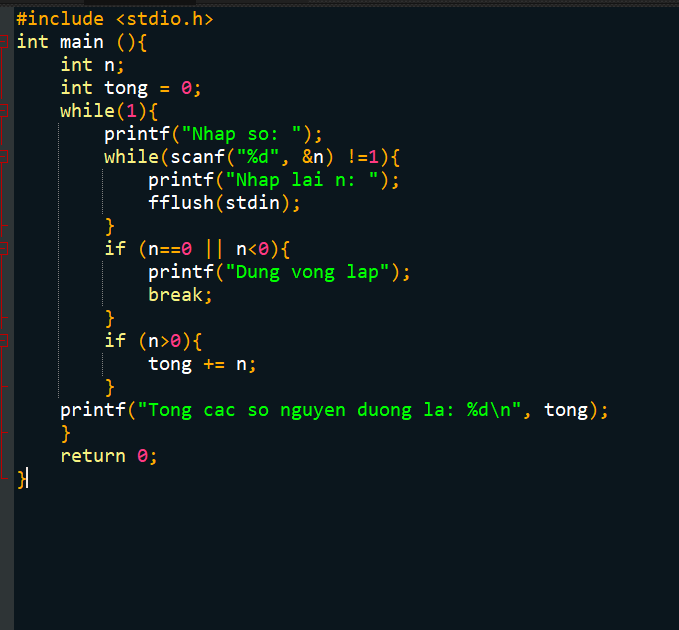 #include <stdio.h>
int main (){
    int n;
    int tong = 0;
    while(1){
        printf("Nhap so: ");
        while(scanf("%d", &n) !=1){
            printf("Nhap lai n: ");
            fflush(stdin);
        }
        if (n==0 || n<0){
            printf("Dung vong lap");
            break;
        }
        if (n>0){
            tong += n;
        }
    printf("Tong cac so nguyen duong la: %d\n", tong);
    }
    return 0;
}